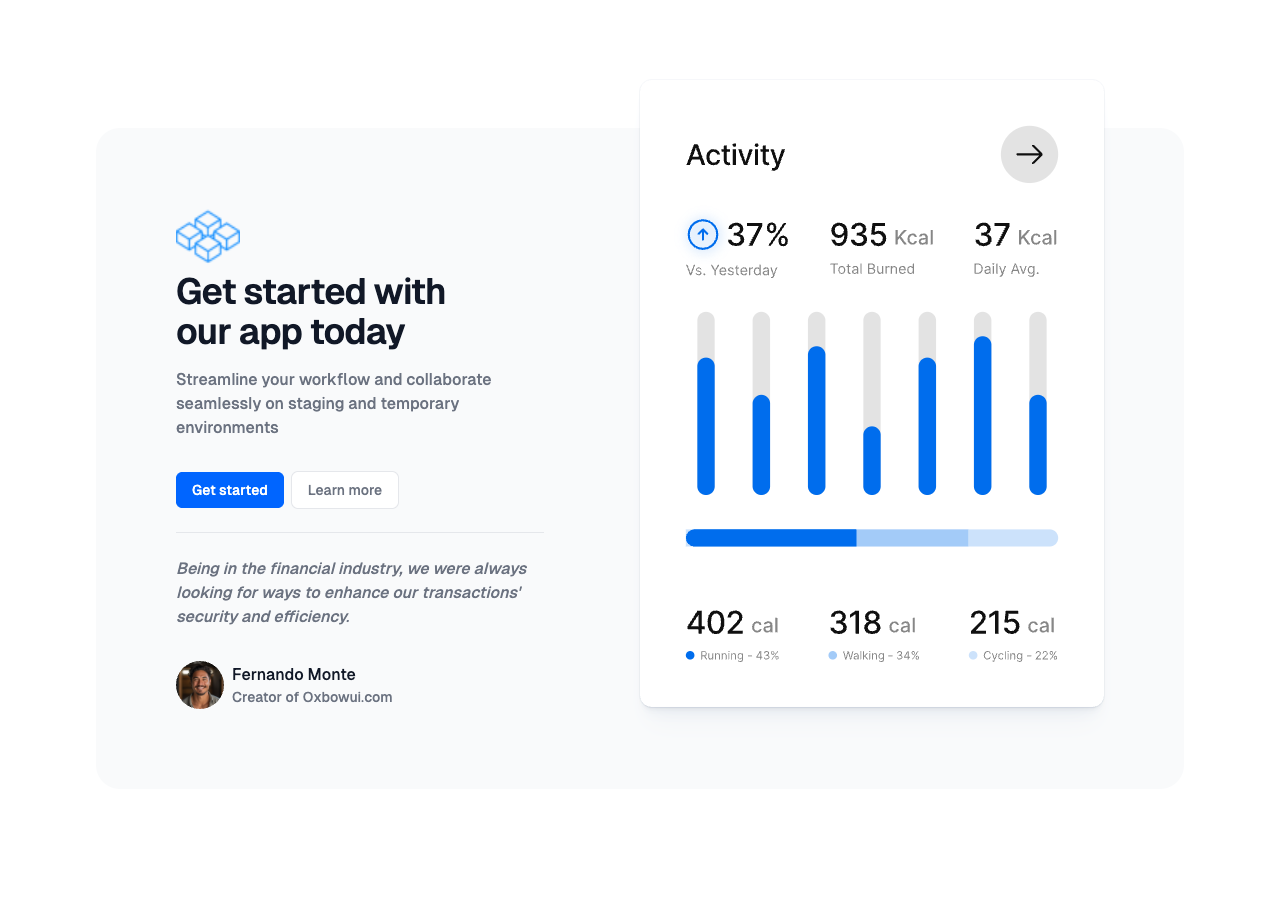 Get started with
our app today
Streamline your workflow and collaborate
seamlessly on staging and temporary
environments
Get started
Learn more
Being in the financial industry, we were always
looking for ways to enhance our transactions'
security and efficiency.
Fernando Monte
Creator of Oxbowui.com
Activity
37%
Vs. Yesterday
935 Kcal
Total Burned
37 Kcal
Daily Avg.
402 cal
Running - 43%
318 cal
Walking - 34%
215 cal
Cycling - 22%